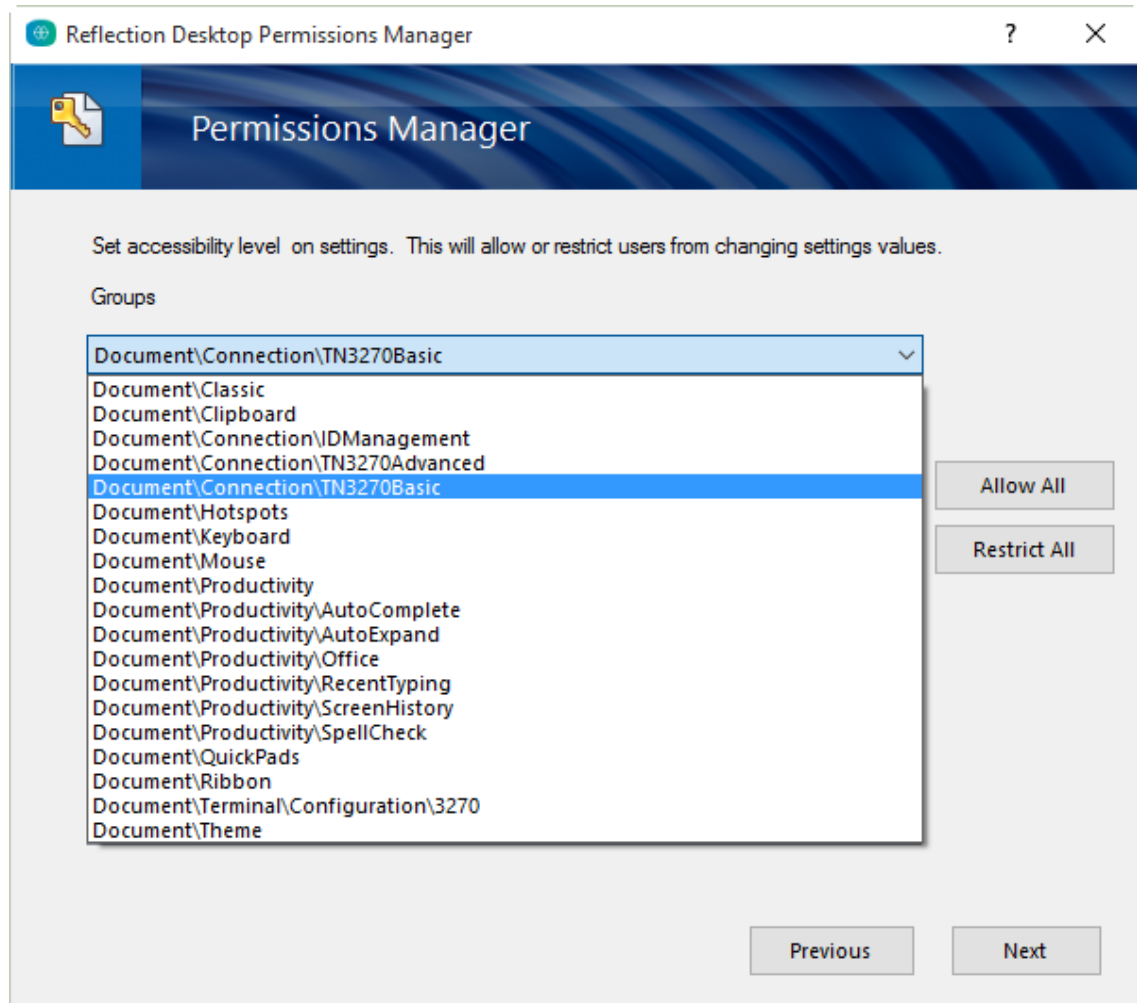 Reflection Desktop Permissions Manager
?
Permissions Manager
Set accessibility level on settings. This will allow or restrict users from changing settings values.
Groups
Document\Connection\TN3270Basic
Document\Classic
Document\Clipboard
Document\Connection\IDManagement
Document\Connection\TN3270Advanced
Document\Connection\TN3270Basic
Document\Hotspots
Document\Keyboard
Document\Mouse
Document\Productivity
Document\Productivity\AutoComplete
Document\Productivity\AutoExpand
Document\Productivity\Office
Document\Productivity\RecentTyping
Document\Productivity\ScreenHistory
Document\Productivity\SpellCheck
Document\QuickPads
Document\Ribbon
Document\Terminal\Configuration\3270
Document\Theme
Allow All
Restrict All
Previous
Next